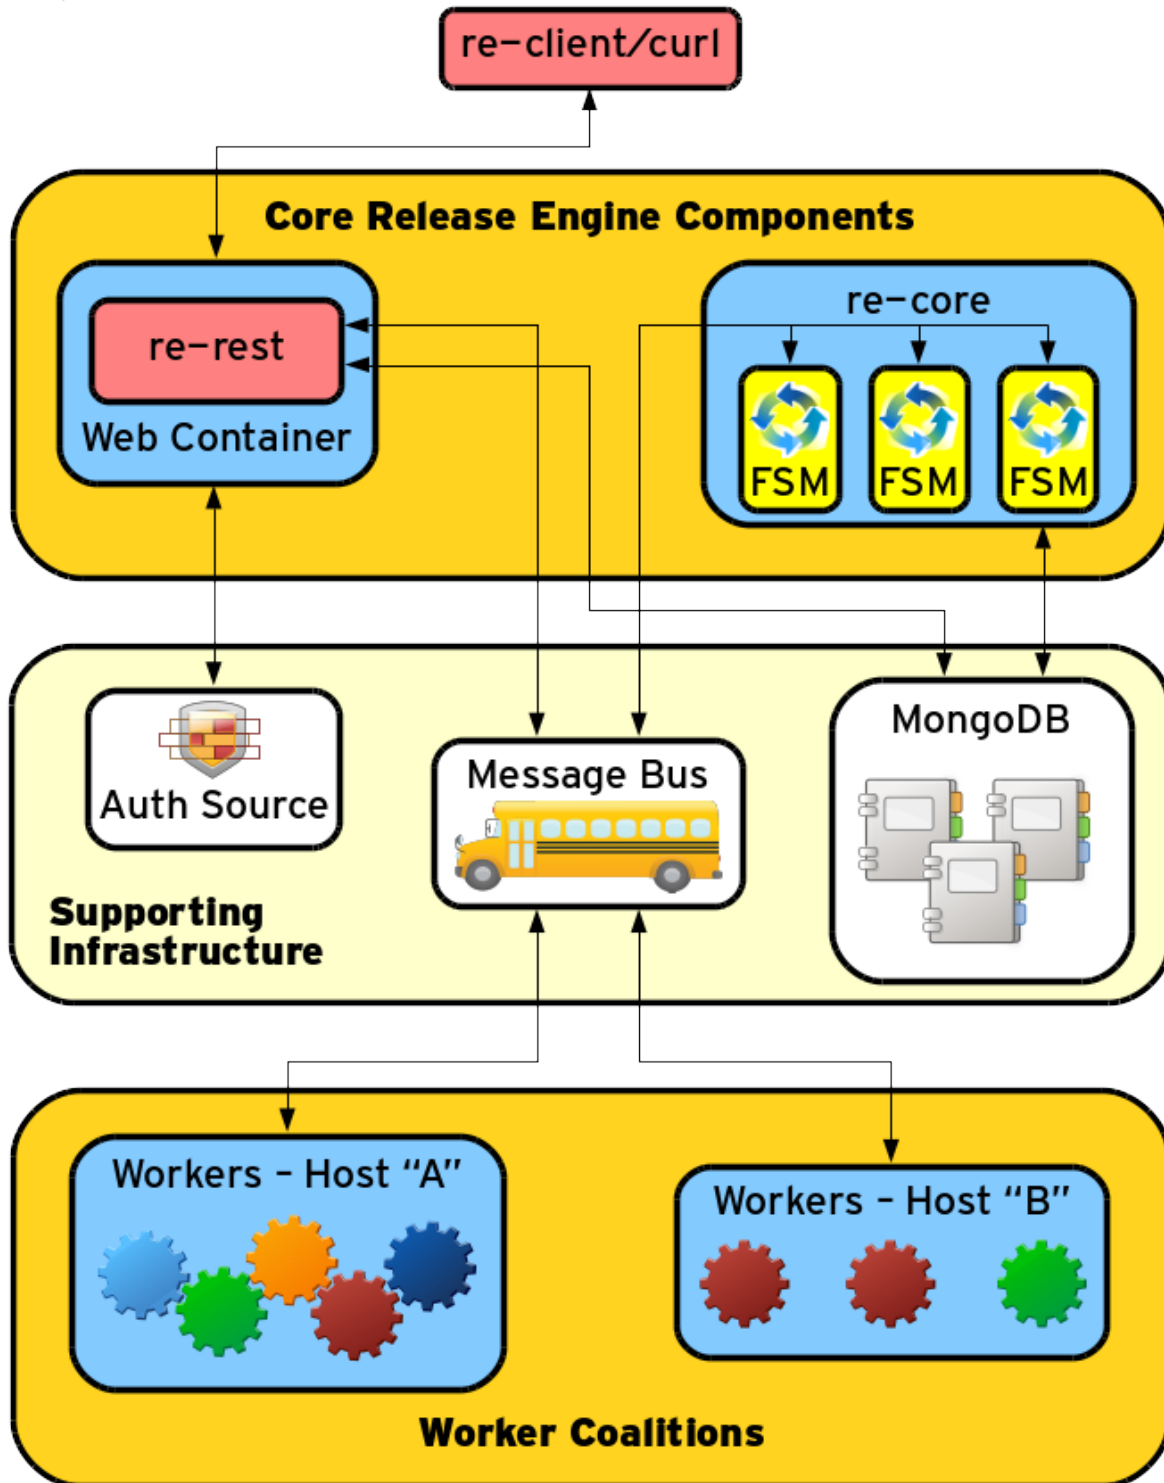 re-client/curl
Core Release Engine Components
re-rest
Web Container
re-core
FSM
FSM
FSM
Auth Source
Message Bus
MongoDB
Supporting
Infrastructure
Workers - Host “A”
Workers - Host “B”
Worker Coalitions